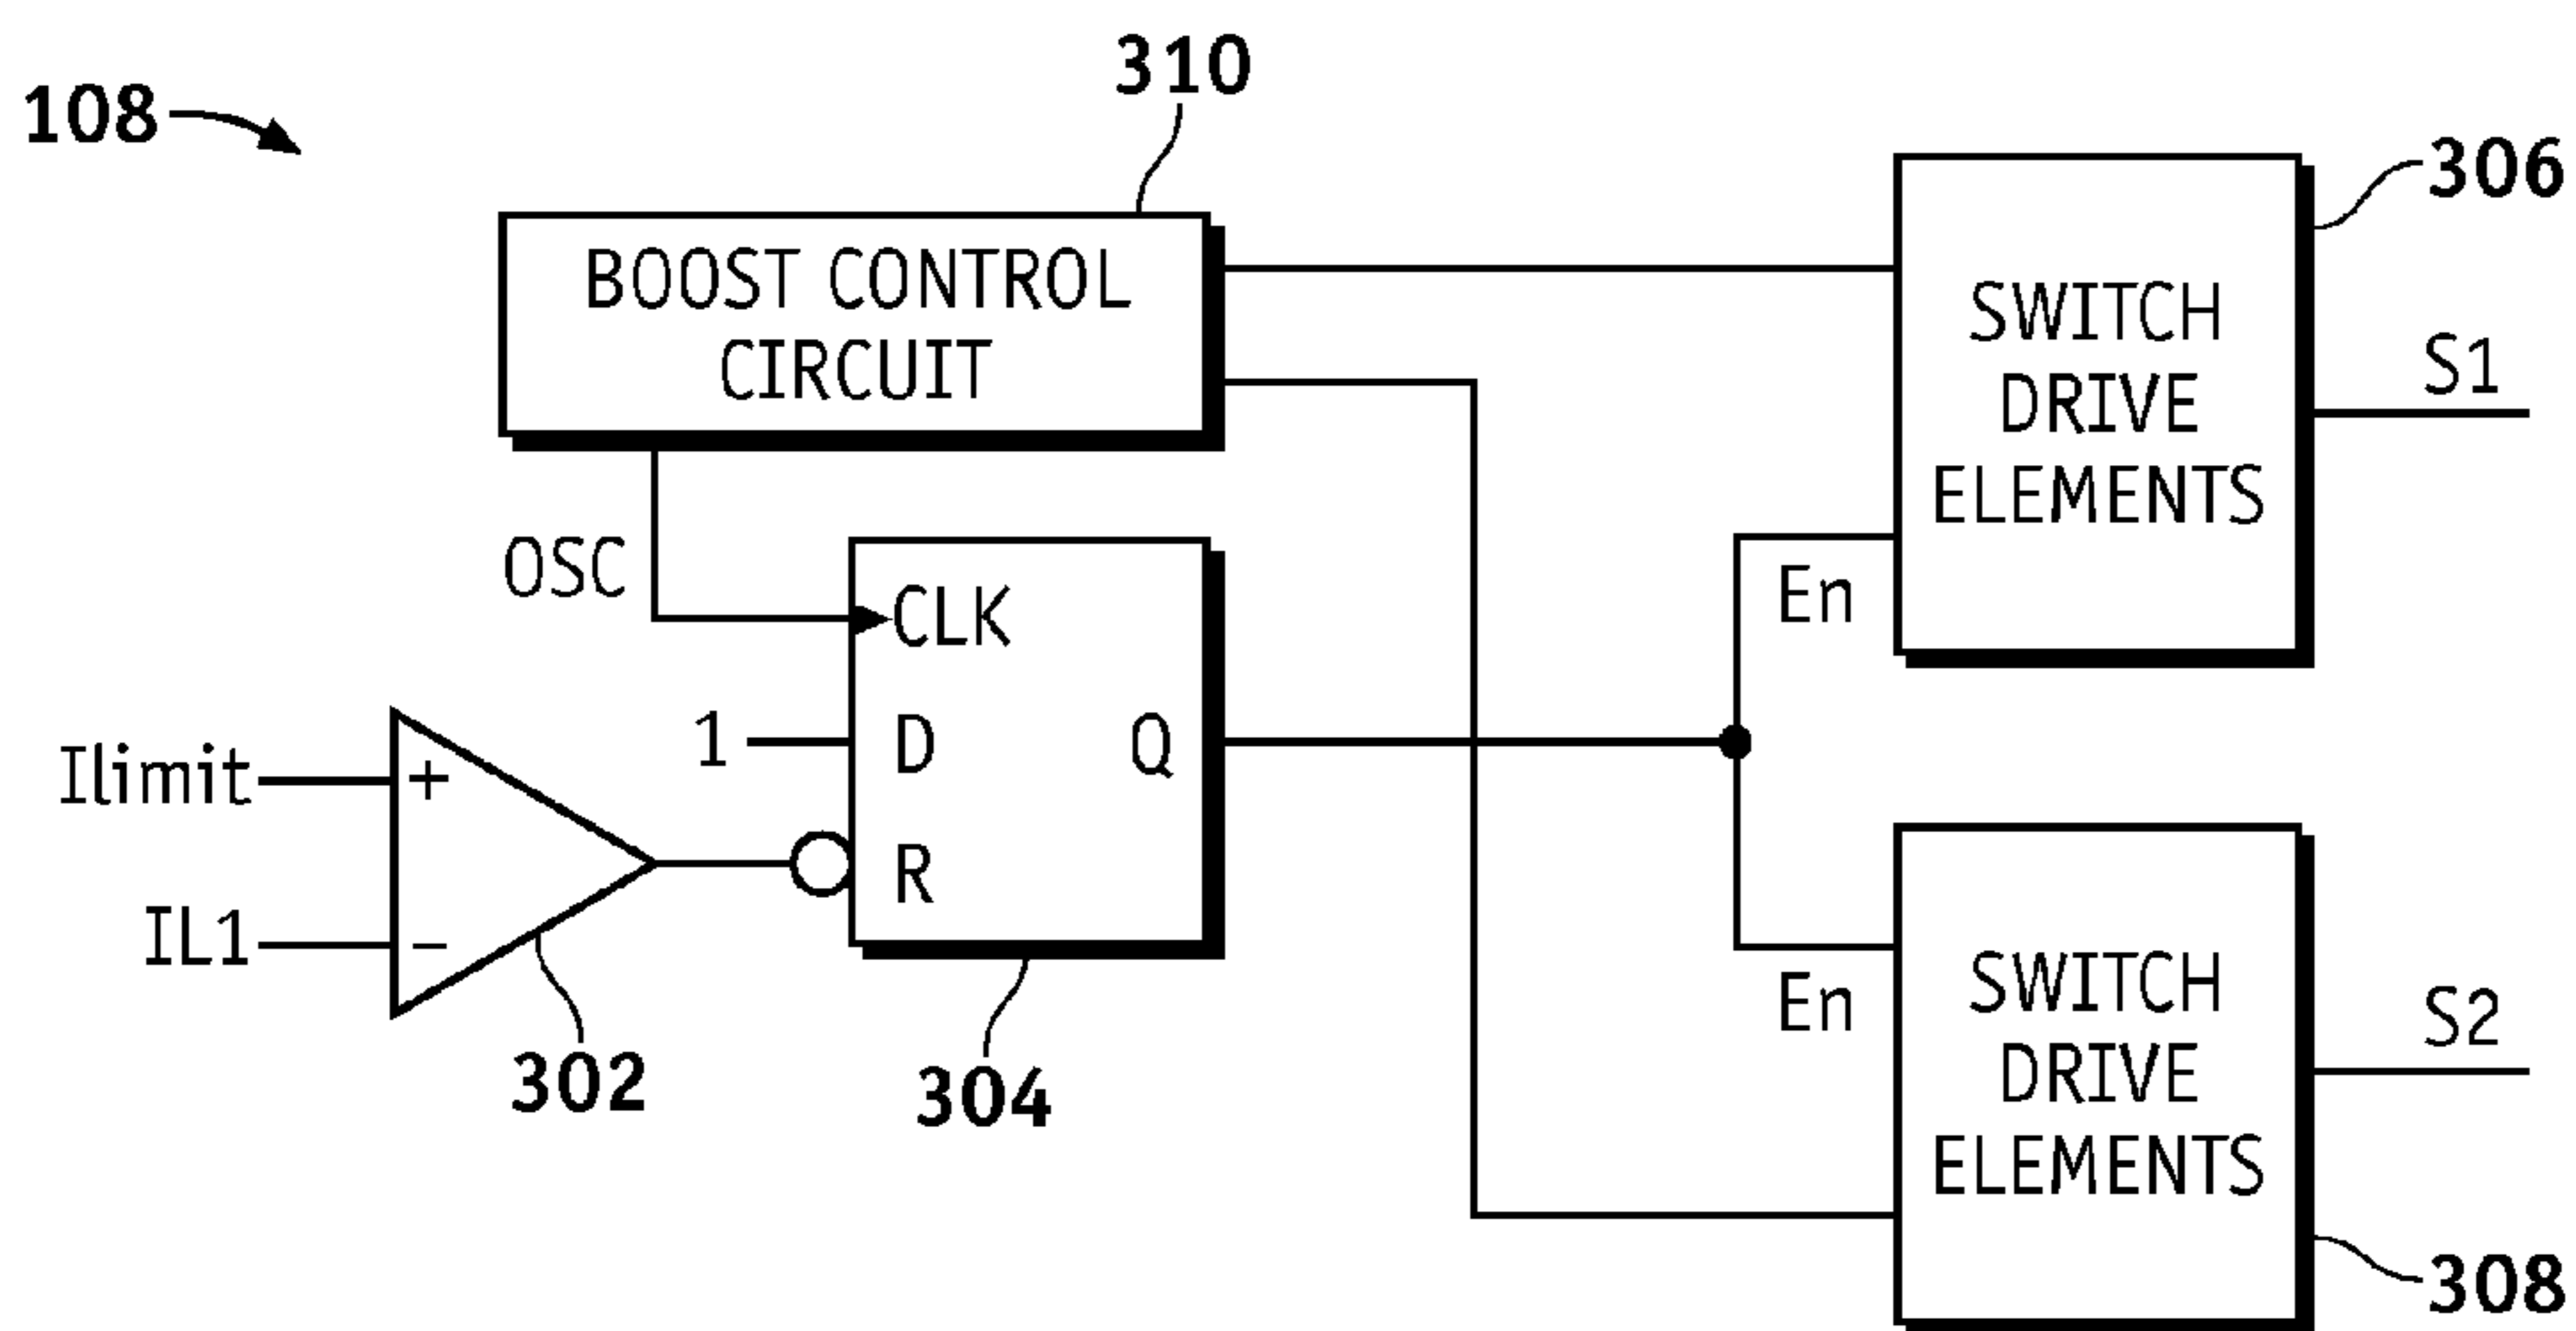 310
108
306
BOOST CONTROL
CIRCUIT
SWITCH
DRIVE
ELEMENTS
S1
OSC
En
CLK
1
D
Q
R
Ilimit
+
IL1
−
302
304
En
SWITCH
DRIVE
ELEMENTS
S2
308